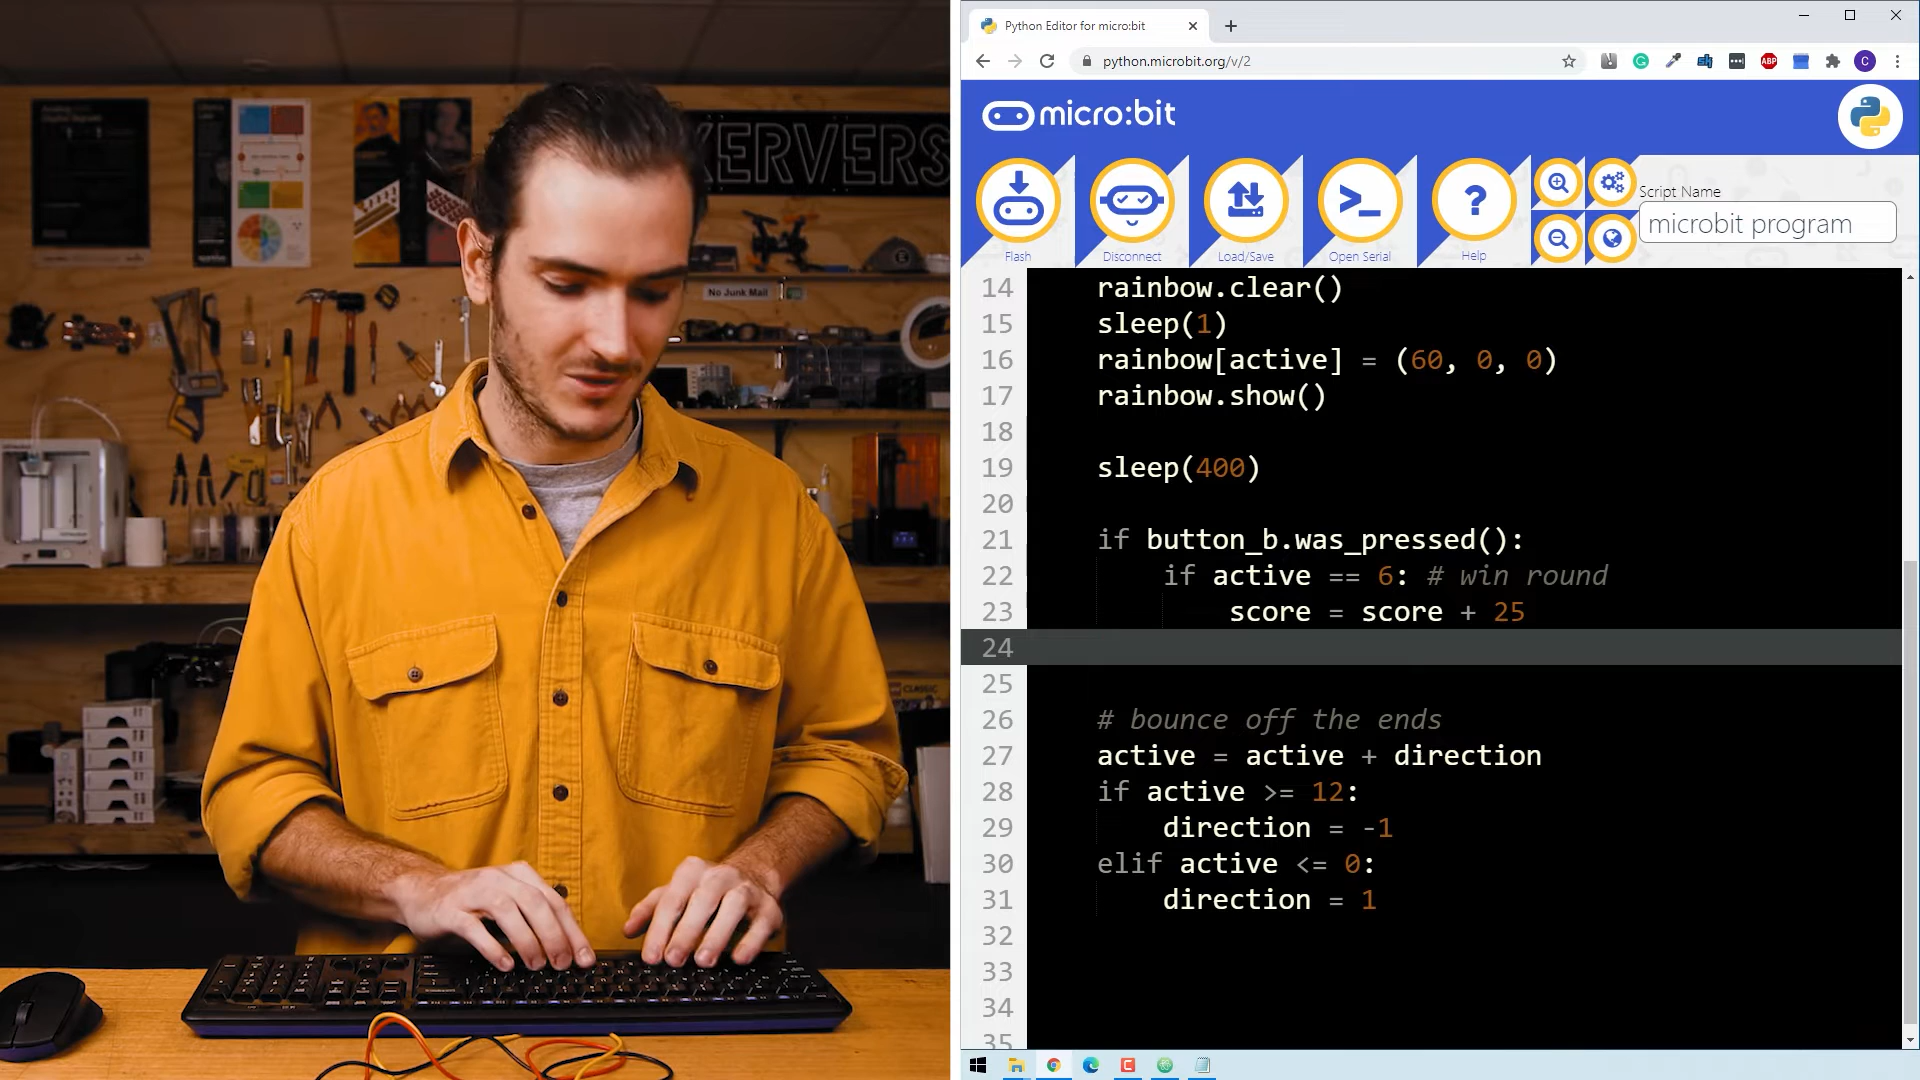 KERVERS
No Junk Mail
CLASSIC
Python Editor for micro:bit
python.microbit.org/v/2
ABP
C
micro:bit
Flash
Disconnect
Load/Save
Open Serial
Help
Script Name
microbit program
14 rainbow.clear()
15 sleep(1)
16 rainbow[active] = (60, 0, 0)
17 rainbow.show()
18
19 sleep(400)
20
21 if button_b.was_pressed():
22 if active == 6: # win round
23 score = score + 25
24
25
26 # bounce off the ends
27 active = active + direction
28 if active >= 12:
29 direction = -1
30 elif active <= 0:
31 direction = 1
32
33
34
35